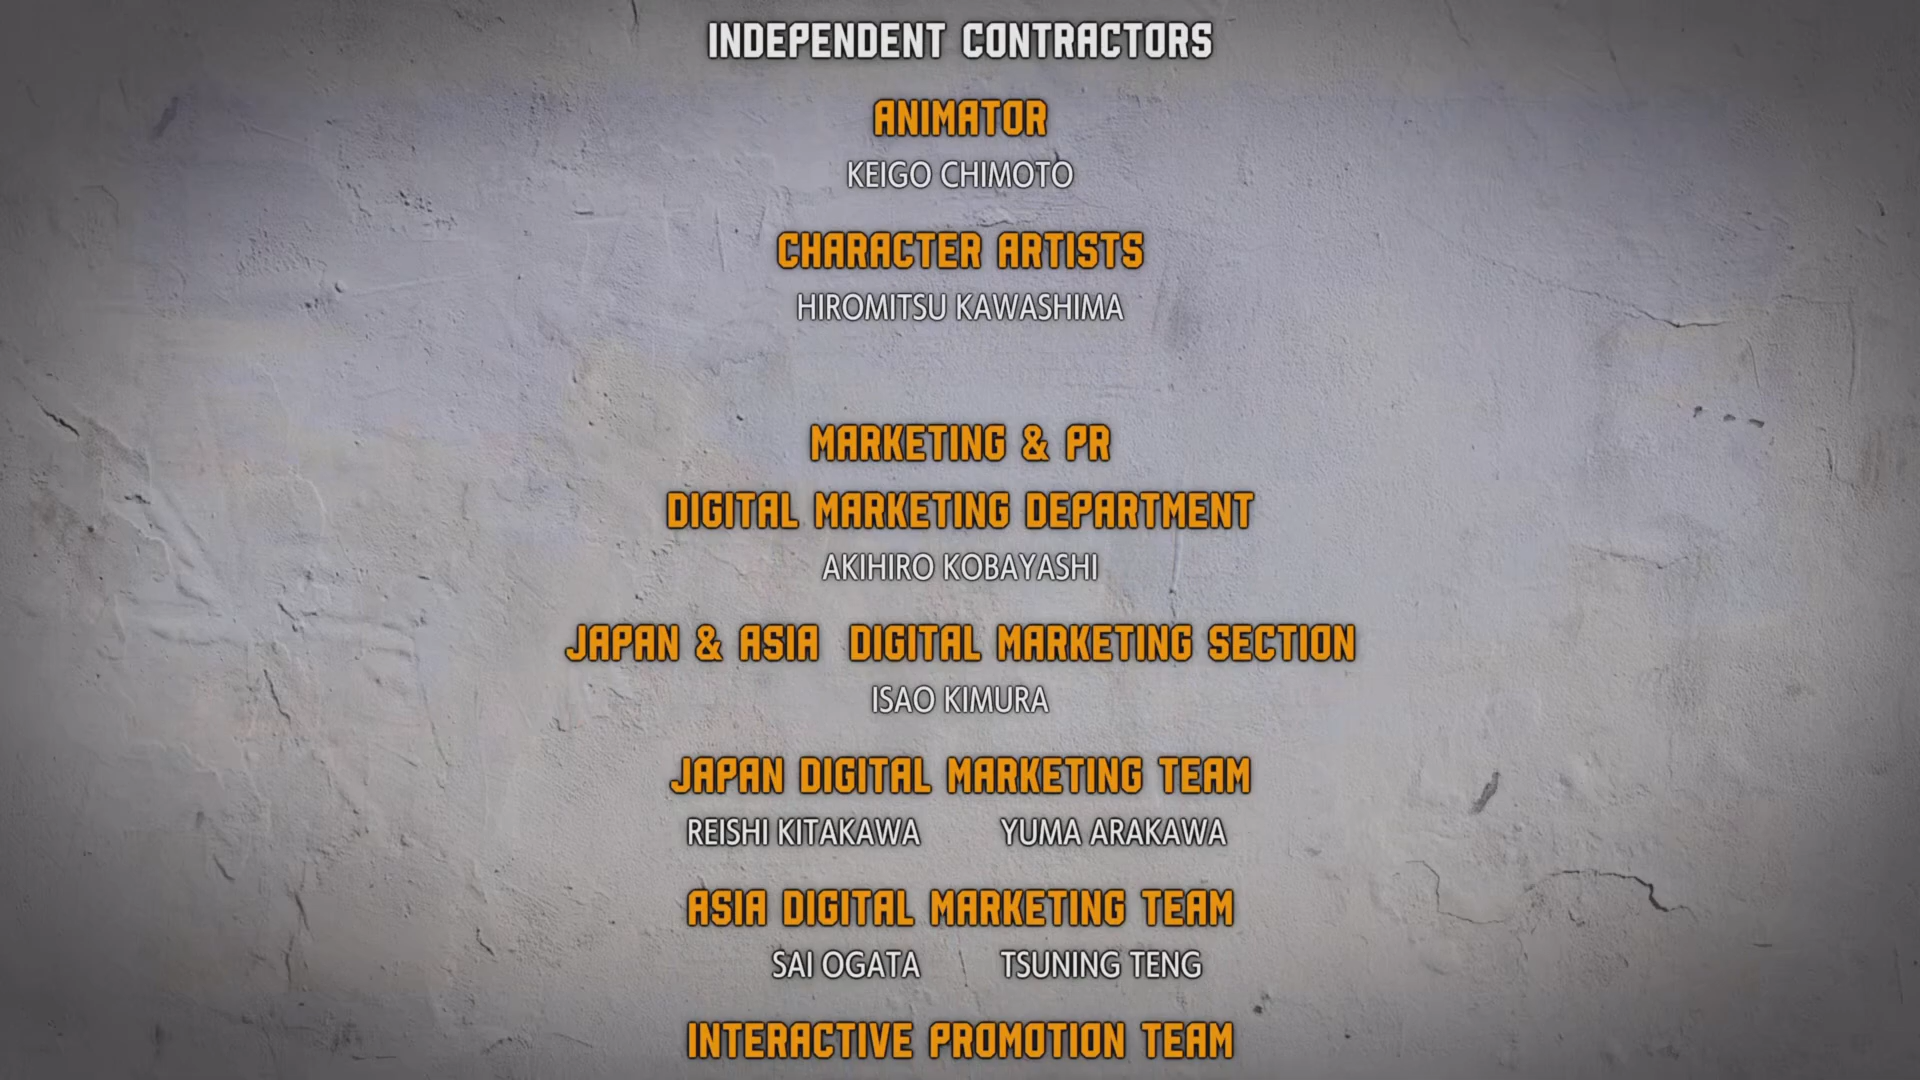 INDEPENDENT CONTRACTORS
ANIMATOR
KEIGO CHIMOTO
CHARACTER ARTISTS
HIROMITSU KAWASHIMA
MARKETING & PR
DIGITAL MARKETING DEPARTMENT
AKIHIRO KOBAYASHI
JAPAN & ASIA DIGITAL MARKETING SECTION
ISAO KIMURA
JAPAN DIGITAL MARKETING TEAM
REISHI KITAKAWA YUMA ARAKAWA
ASIA DIGITAL MARKETING TEAM
SAI OGATA TSUNING TENG
INTERACTIVE PROMOTION TEAM